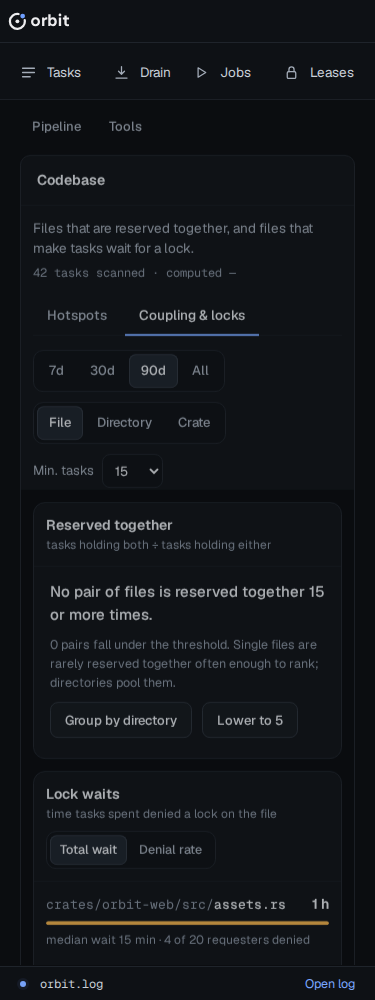 orbit
Tasks Drain Jobs Leases
Pipeline Tools
Codebase
Files that are reserved together, and files that
make tasks wait for a lock.
42 tasks scanned · computed —
Hotspots Coupling & locks
7d 30d 90d All
File Directory Crate
Min. tasks 15
Reserved together
tasks holding both ÷ tasks holding either
No pair of files is reserved together 15
or more times.
0 pairs fall under the threshold. Single files are
rarely reserved together often enough to rank;
directories pool them.
Group by directory Lower to 5
Lock waits
time tasks spent denied a lock on the file
Total wait Denial rate
crates/orbit-web/src/assets.rs 1 h
median wait 15 min · 4 of 20 requesters denied
orbit.log Open log